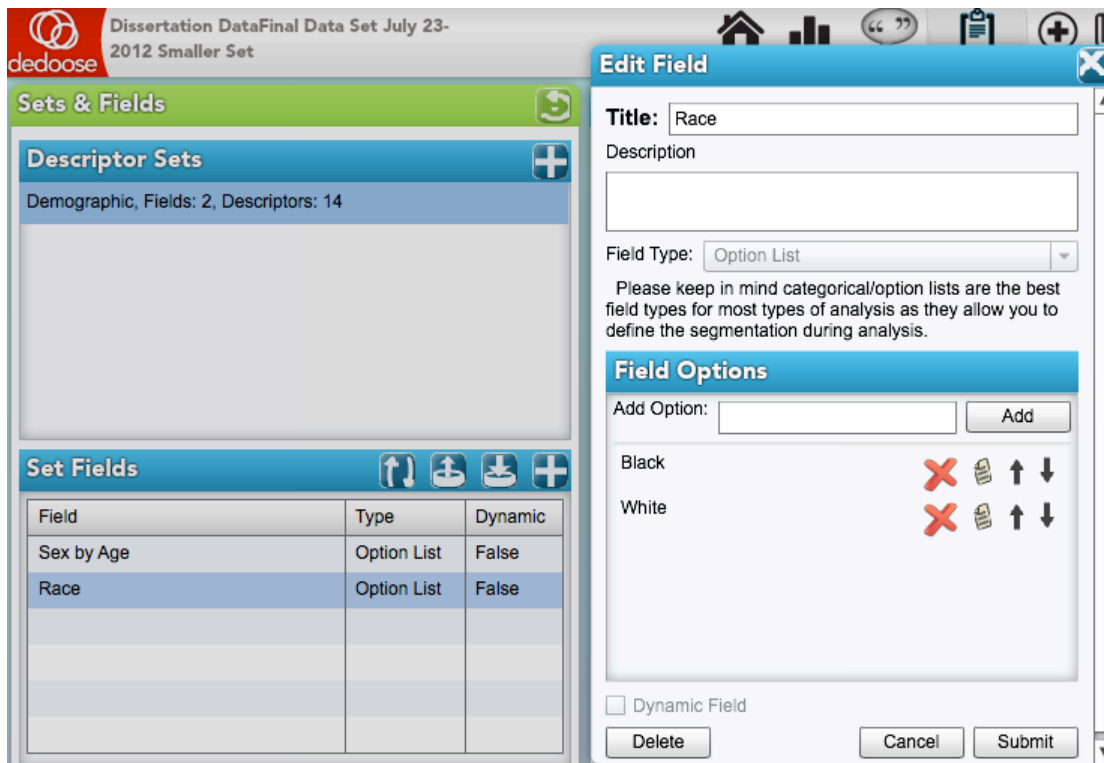 dedoose
Dissertation DataFinal Data Set July 23-
2012 Smaller Set
“ ”
Sets & Fields
Descriptor Sets
Demographic, Fields: 2, Descriptors: 14
Set Fields
Field Type Dynamic
Sex by Age Option List False
Race Option List False
Edit Field
Title: Race
Description
Field Type: Option List
Please keep in mind categorical/option lists are the best
field types for most types of analysis as they allow you to
define the segmentation during analysis.
Field Options
Add Option: Add
Black
White
Dynamic Field
Delete Cancel Submit